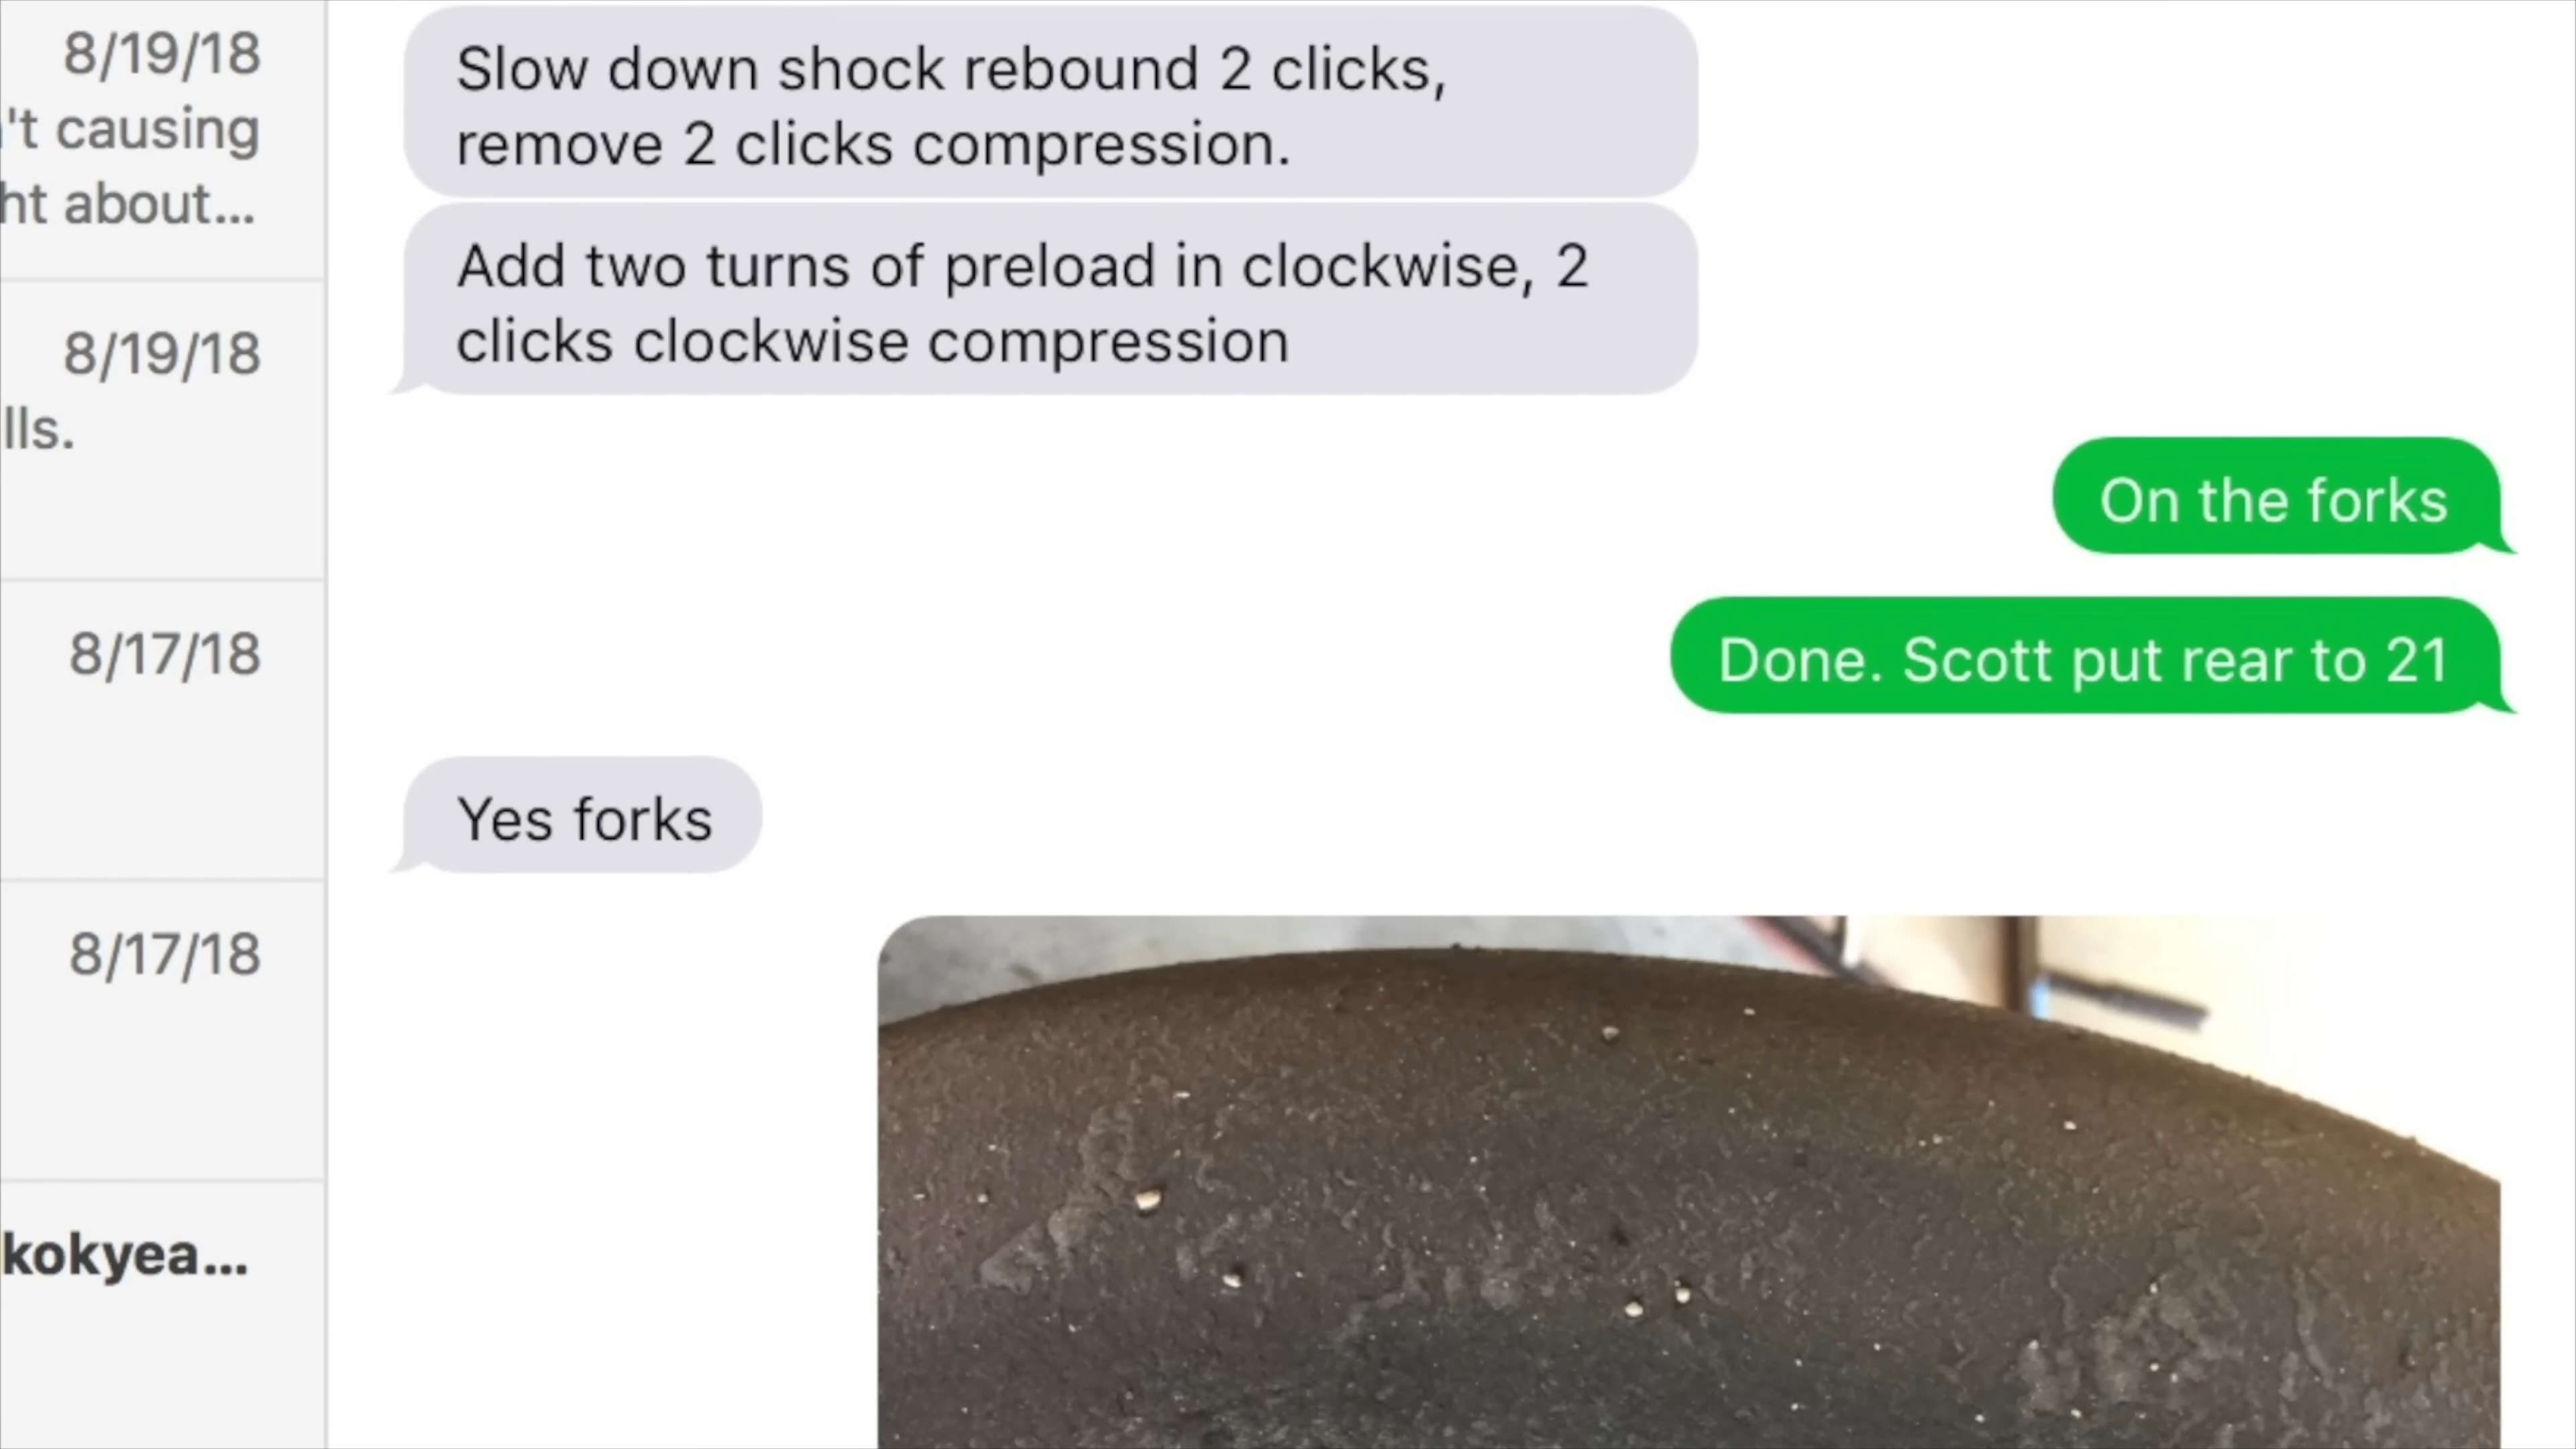 8/19/18
't causing
ht about...
8/19/18
lls.
8/17/18
8/17/18
kokyea...
Slow down shock rebound 2 clicks,
remove 2 clicks compression.
Add two turns of preload in clockwise, 2
clicks clockwise compression
On the forks
Done. Scott put rear to 21
Yes forks